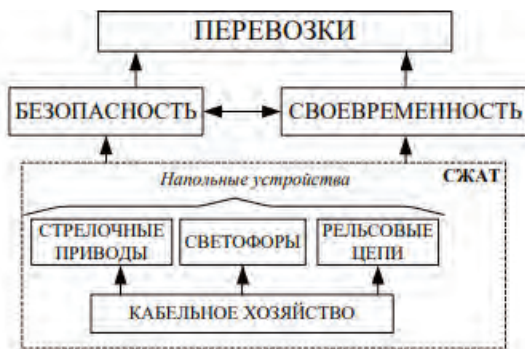 ПЕРЕВОЗКИ
БЕЗОПАСНОСТЬ
СВОЕВРЕМЕННОСТЬ
СЖАТ
Напольные устройства
СТРЕЛОЧНЫЕ
ПРИВОДЫ
СВЕТОФОРЫ
РЕЛЬСОВЫЕ
ЦЕПИ
КАБЕЛЬНОЕ ХОЗЯЙСТВО